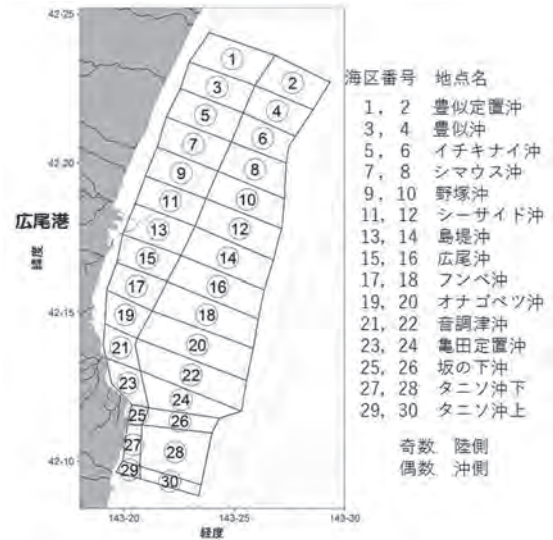 42-25
42-20
42-15
42-10
広尾港
経度
1
2
3
4
5
6
7
8
9
10
11
12
13
14
15
16
17
18
19
20
21
22
23
24
25
26
27
28
29
30
143-20
143-25
143-30
経度
海区番号 地点名
1, 2 豊似定置沖
3, 4 豊似沖
5, 6 イチキナイ沖
7, 8 シマウス沖
9, 10 野塚沖
11, 12 シーサイド沖
13, 14 島堤沖
15, 16 広尾沖
17, 18 フンベ沖
19, 20 オナゴベツ沖
21, 22 音調津沖
23, 24 亀田定置沖
25, 26 坂の下沖
27, 28 タニソ沖下
29, 30 タニソ沖上
奇数 陸側
偶数 沖側